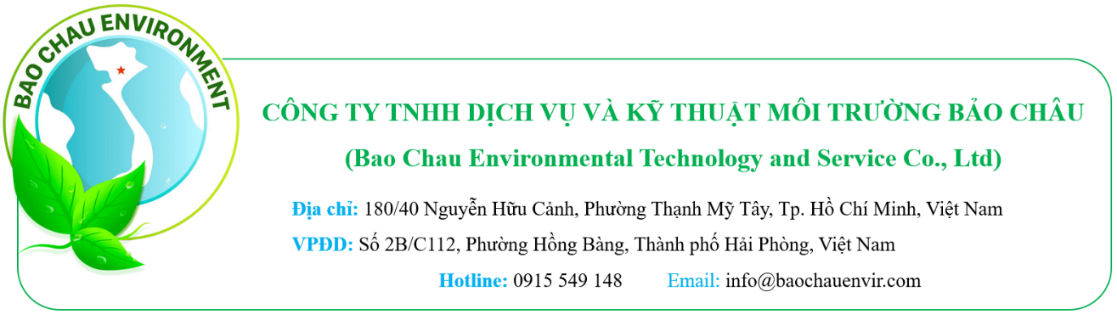 BAO CHAU ENVIRONMENT
CÔNG TY TNHH DỊCH VỤ VÀ KỸ THUẬT MÔI TRƯỜNG BẢO CHÂU
(Bao Chau Environmental Technology and Service Co., Ltd)
Địa chỉ: 180/40 Nguyễn Hữu Cảnh, Phường Thạnh Mỹ Tây, Tp. Hồ Chí Minh, Việt Nam
VPĐD: Số 2B/C112, Phường Hồng Bàng, Thành phố Hải Phòng, Việt Nam
Hotline: 0915 549 148 Email: info@baochauenvir.com